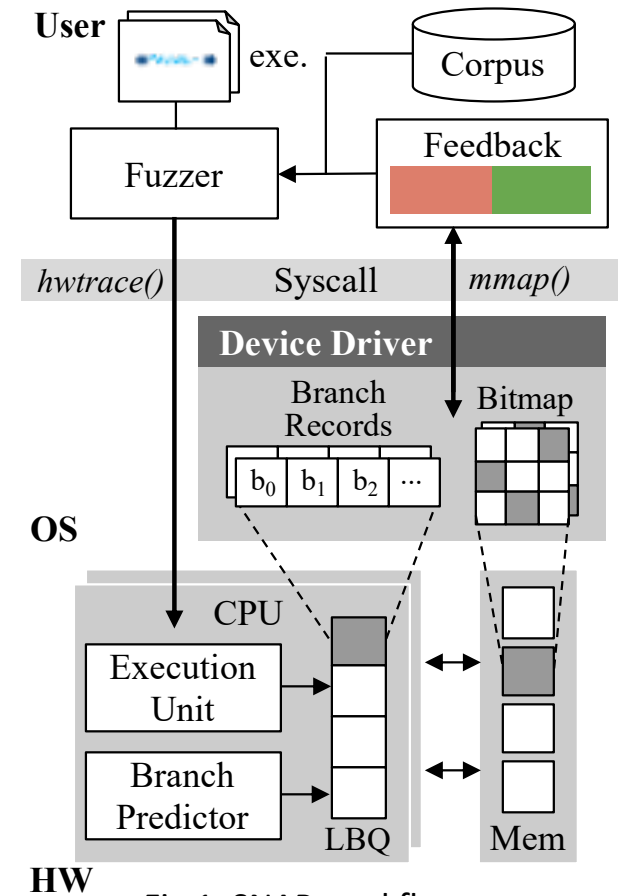 User
exe.
Corpus
Fuzzer
Feedback
hwtrace()
Syscall
mmap()
Device Driver
Branch
Records
Bitmap
b₀ b₁ b₂ ...
OS
CPU
Execution
Unit
Branch
Predictor
LBQ
Mem
HW